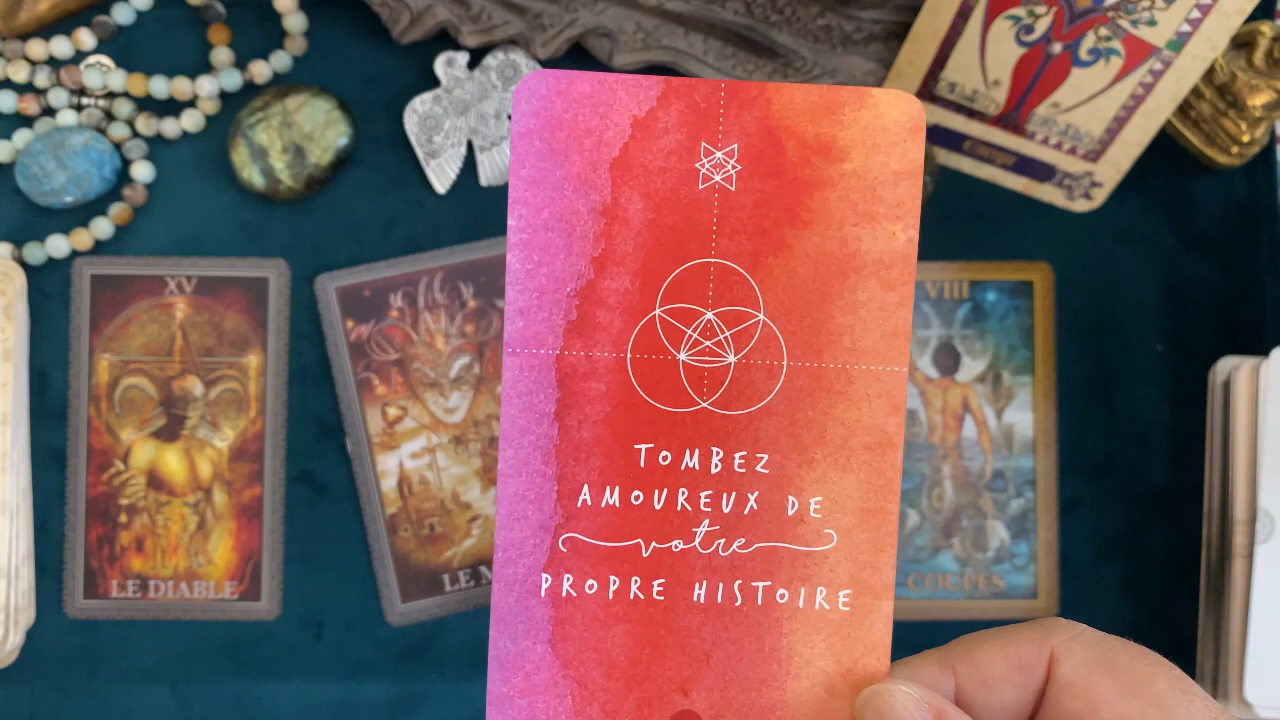 XV
LE DIABLE
LE M
TOMBEZ
AMOUREUX DE
votre
PROPRE HISTOIRE
VIII
COUPES